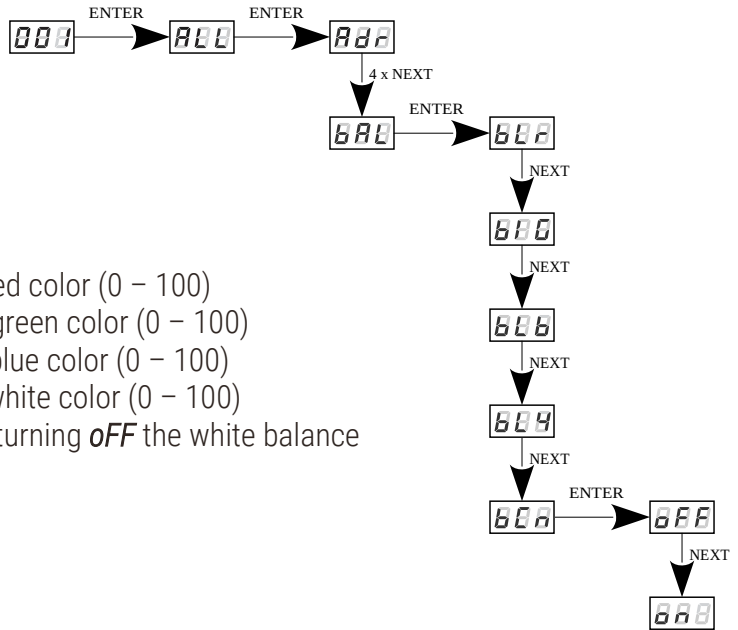 001 ENTER ALL ENTER Adr
4 x NEXT
bAL ENTER bLr
NEXT
blG
NEXT
bLb
NEXT
bL4
NEXT
bCn ENTER oFF
NEXT
on
ed color (0 – 100)
green color (0 – 100)
blue color (0 – 100)
white color (0 – 100)
turning oFF the white balance